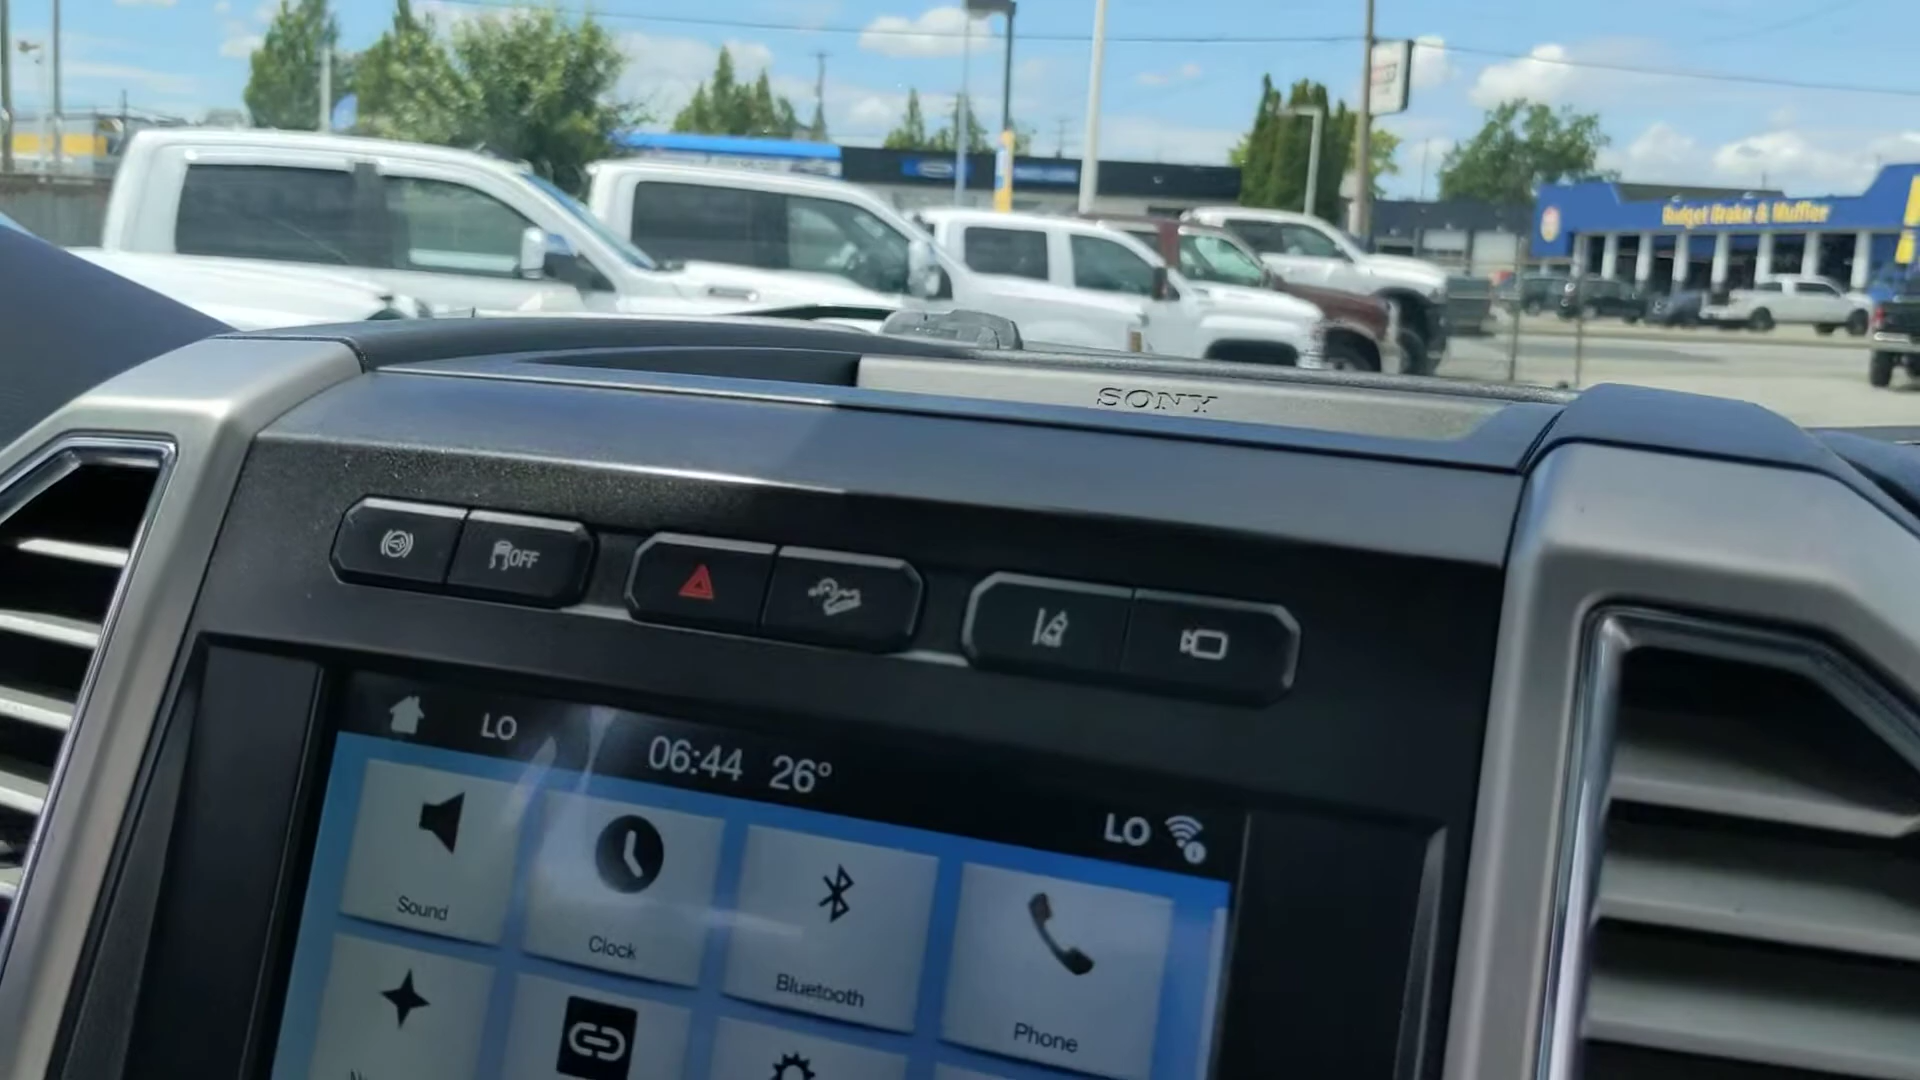 Budget Brake & Muffler
SONY
OFF
LO
06:44 26°
LO
Sound
Clock
Bluetooth
Phone